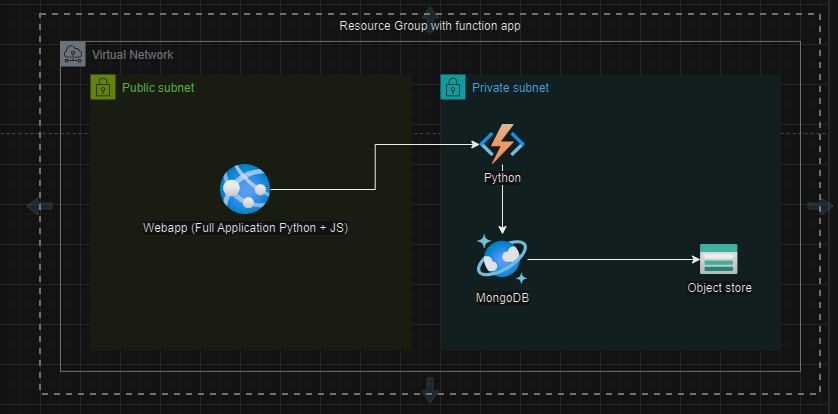 Resource Group with function app
Virtual Network
Public subnet
Private subnet
Python
Webapp (Full Application Python + JS)
MongoDB
Object store